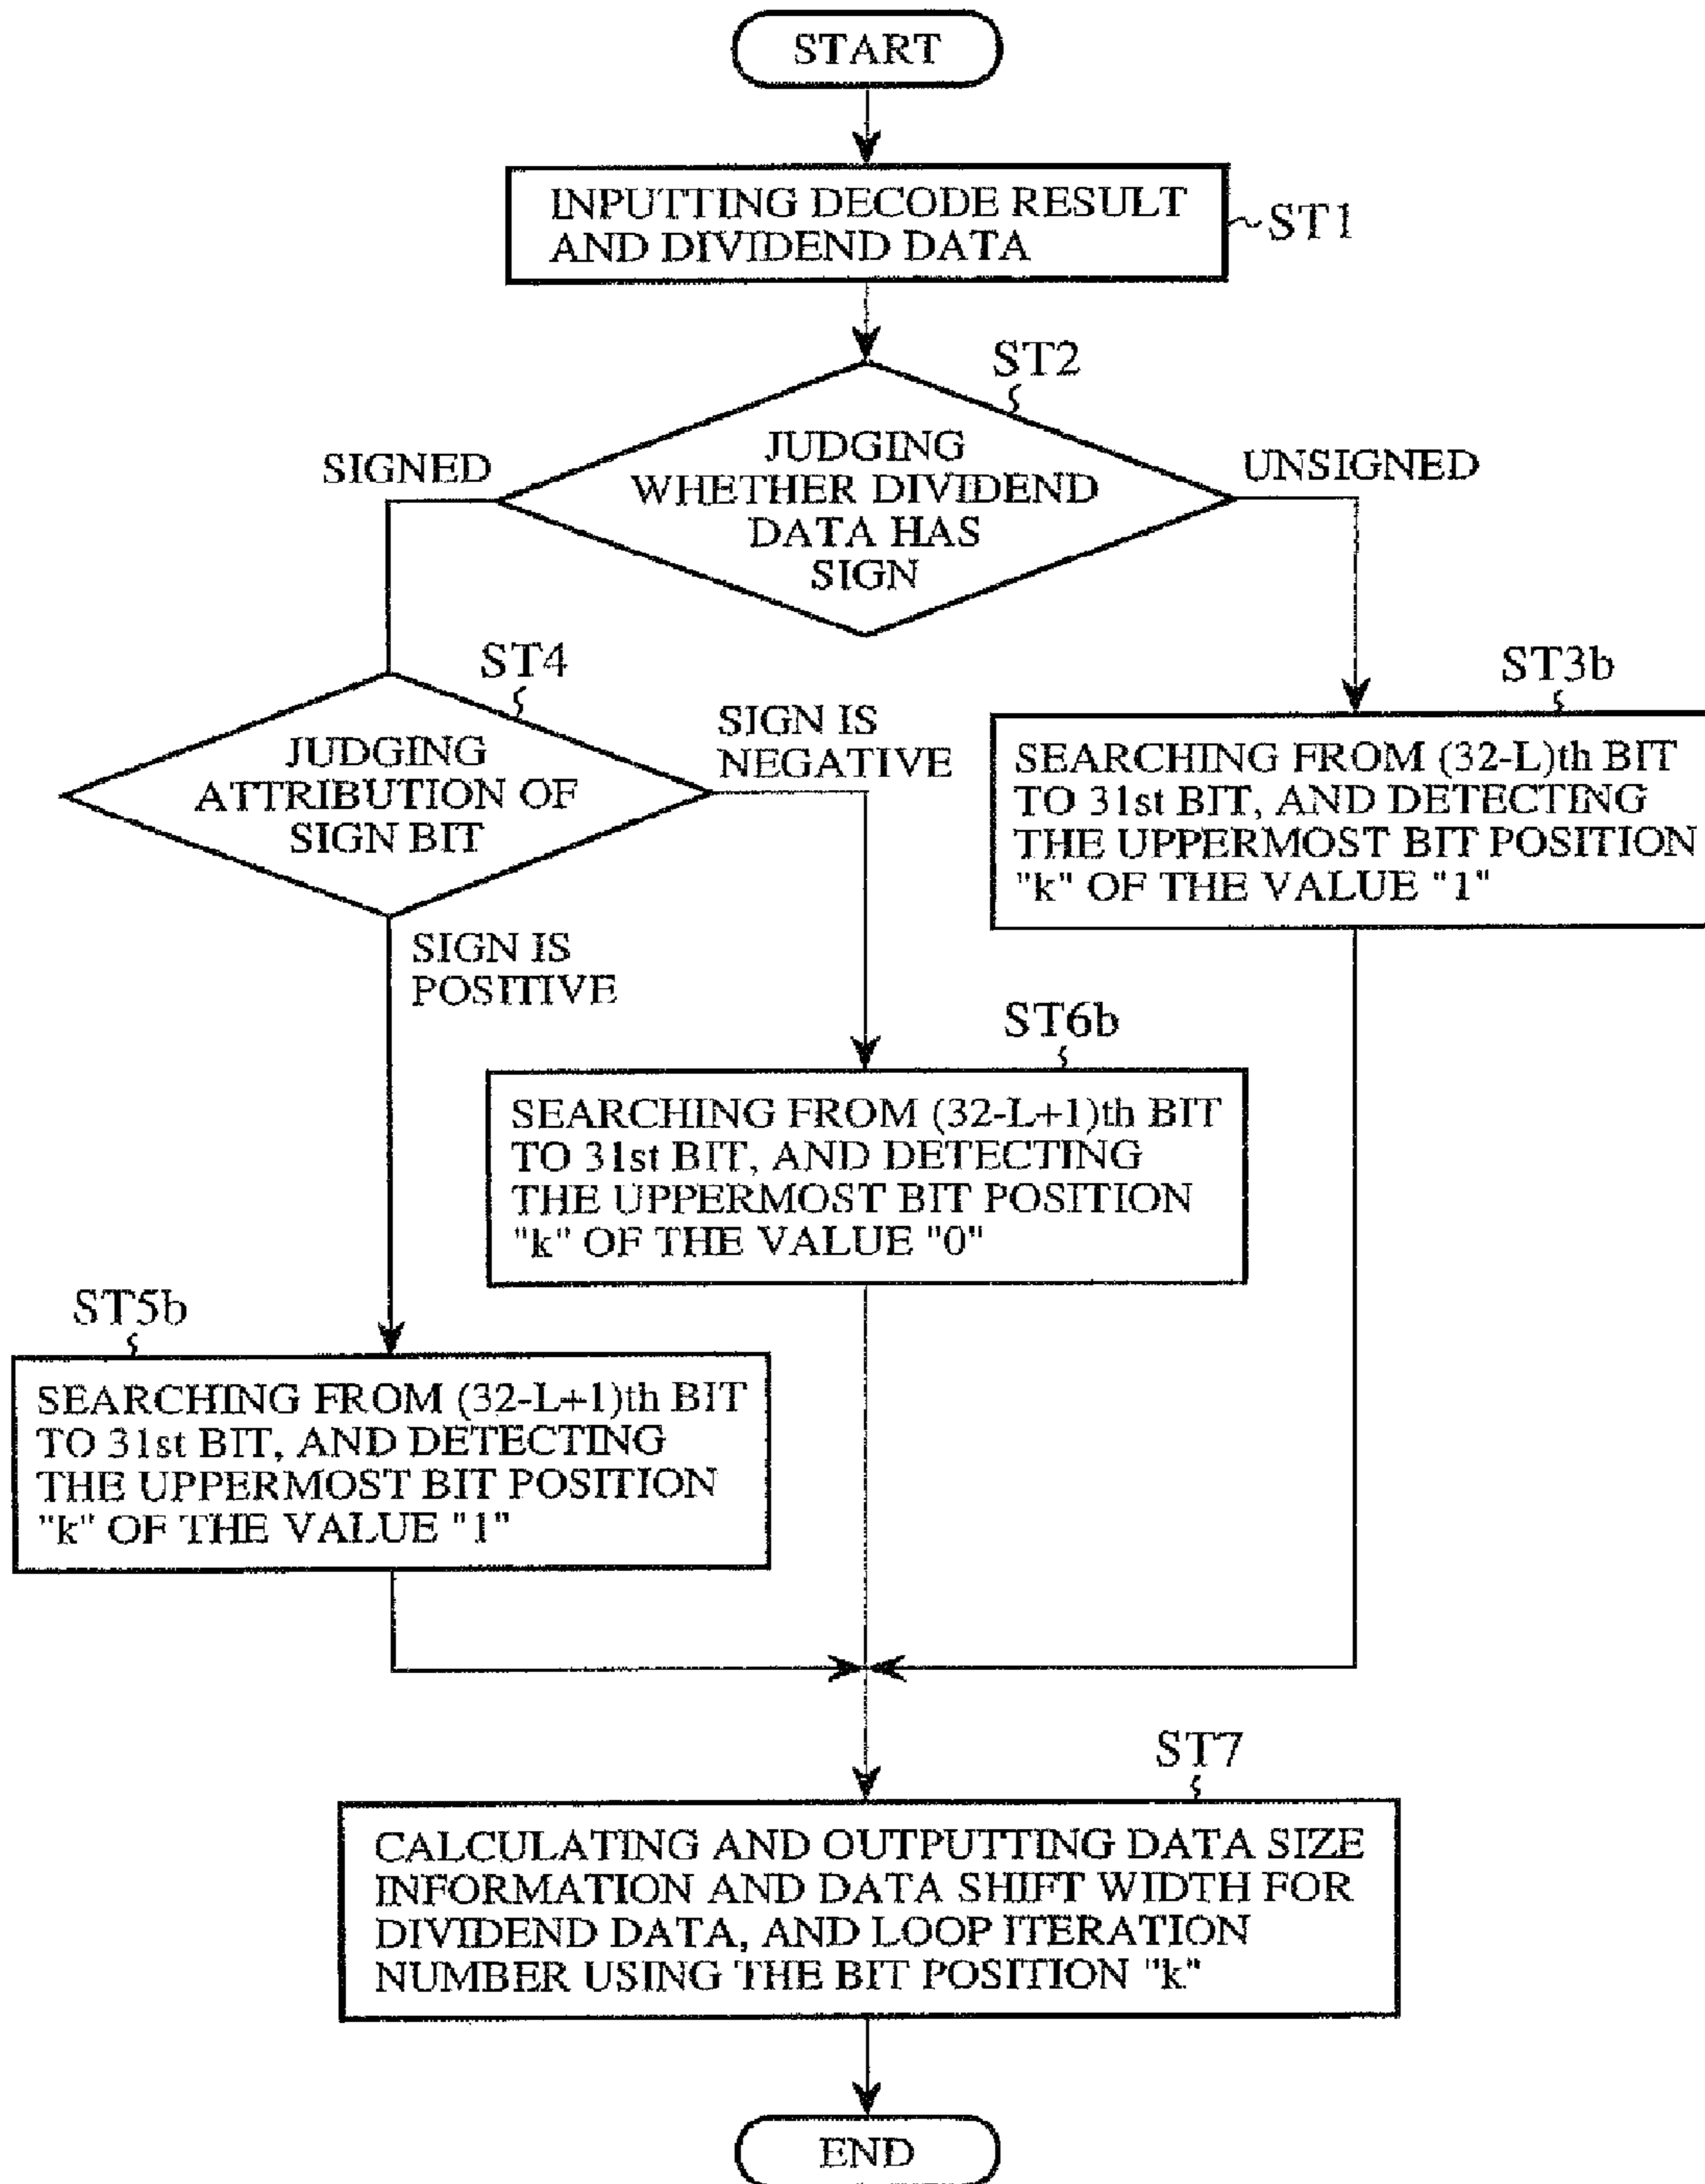 START
INPUTTING DECODE RESULT
AND DIVIDEND DATA
ST1
ST2
JUDGING
WHETHER DIVIDEND
DATA HAS
SIGN
SIGNED
UNSIGNED
ST4
JUDGING
ATTRIBUTION OF
SIGN BIT
SIGN IS
NEGATIVE
SIGN IS
POSITIVE
ST3b
SEARCHING FROM (32-L)th BIT
TO 31st BIT, AND DETECTING
THE UPPERMOST BIT POSITION
"k" OF THE VALUE "1"
ST6b
SEARCHING FROM (32-L+1)th BIT
TO 31st BIT, AND DETECTING
THE UPPERMOST BIT POSITION
"k" OF THE VALUE "0"
ST5b
SEARCHING FROM (32-L+1)th BIT
TO 31st BIT, AND DETECTING
THE UPPERMOST BIT POSITION
"k" OF THE VALUE "1"
ST7
CALCULATING AND OUTPUTTING DATA SIZE
INFORMATION AND DATA SHIFT WIDTH FOR
DIVIDEND DATA, AND LOOP ITERATION
NUMBER USING THE BIT POSITION "k"
END